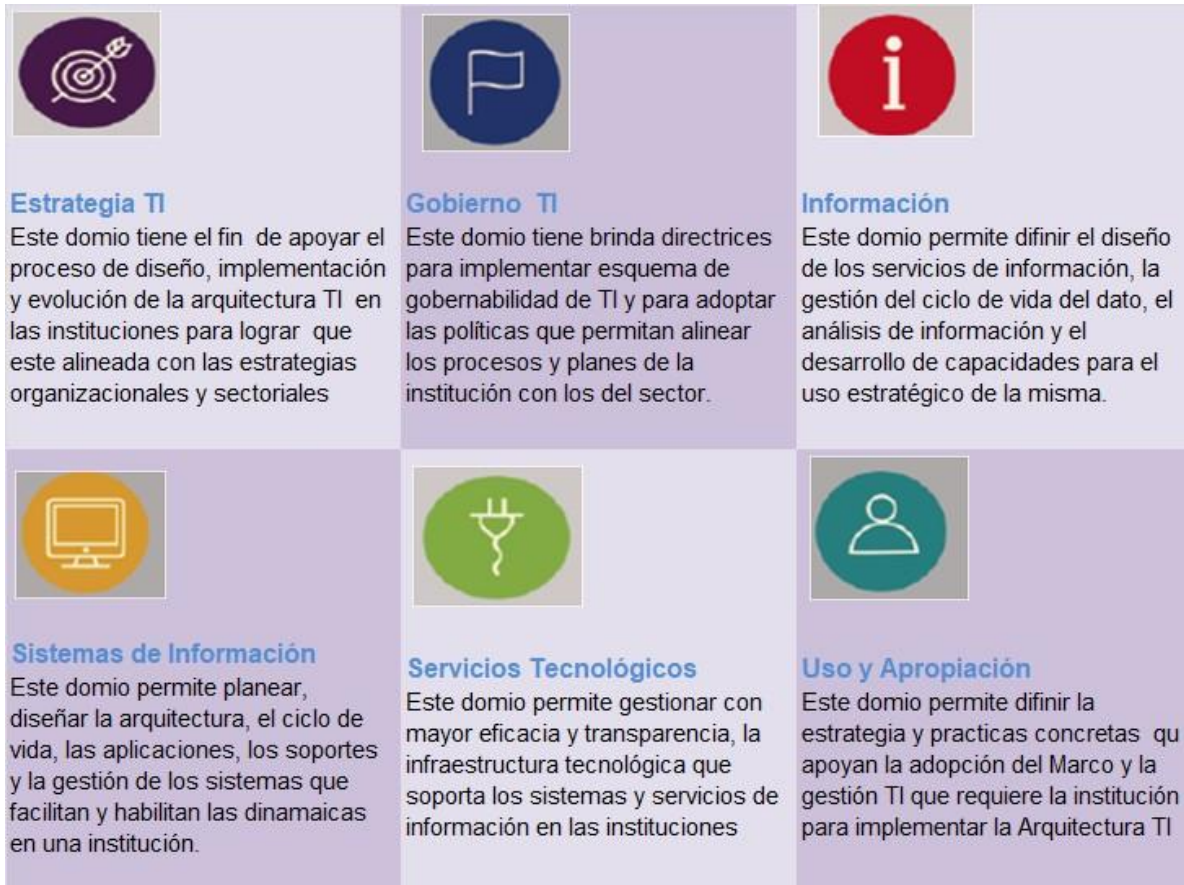 Estrategia TI
Este domio tiene el fin de apoyar el
proceso de diseño, implementación
y evolución de la arquitectura TI en
las instituciones para lograr que
este alineada con las estrategias
organizacionales y sectoriales
Gobierno TI
Este domio tiene brinda directrices
para implementar esquema de
gobernabilidad de TI y para adoptar
las políticas que permitan alinear
los procesos y planes de la
institución con los del sector.
Información
Este domio permite difinir el diseño
de los servicios de información, la
gestión del ciclo de vida del dato, el
análisis de información y el
desarrollo de capacidades para el
uso estratégico de la misma.
Sistemas de Información
Este domio permite planear,
diseñar la arquitectura, el ciclo de
vida, las aplicaciones, los soportes
y la gestión de los sistemas que
facilitan y habilitan las dinamaicas
en una institución.
Servicios Tecnológicos
Este domio permite gestionar con
mayor eficacia y transparencia, la
infraestructura tecnológica que
soporta los sistemas y servicios de
información en las instituciones
Uso y Apropiación
Este domio permite difinir la
estrategia y practicas concretas qu
apoyan la adopción del Marco y la
gestión TI que requiere la institución
para implementar la Arquitectura TI